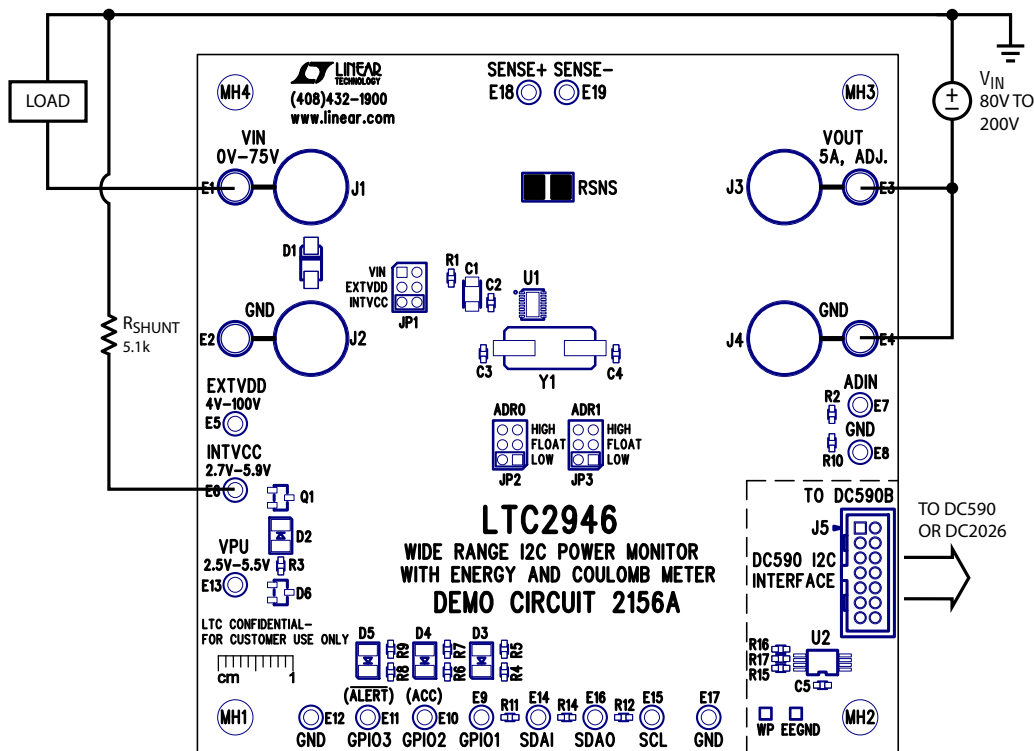 LOAD
VIN
80V TO
200V
RSHUNT
5.1k
TO DC590
OR DC2026
MH4
LINEAR
TECHNOLOGY
(408)432-1900
www.linear.com
SENSE+ SENSE-
E18 E19
MH3
VIN
0V-75V
E1
J1
RSNS
VOUT
5A, ADJ.
J3
E3
D1
VIN
EXTVDD
INTVCC
JP1
R1
C1
C2
U1
GND
E2
J2
C3
Y1
C4
GND
J4
E4
EXTVDD
4V-100V
E5
INTVCC
2.7V-5.9V
E6
Q1
D2
R3
VPU
2.5V-5.5V
E13
D6
ADR0
HIGH
FLOAT
LOW
JP2
ADR1
HIGH
FLOAT
LOW
JP3
ADIN
R2
E7
GND
R10
E8
LTC2946
WIDE RANGE I2C POWER MONITOR
WITH ENERGY AND COULOMB METER
DEMO CIRCUIT 2156A
TO DC590B
J5
DC590 I2C
INTERFACE
LTC CONFIDENTIAL-
FOR CUSTOMER USE ONLY
cm 1
D5
R9
R8
D4
R7
R6
D3
R5
R4
U2
R16
R17
R15
C5
(ALERT)
(ACC)
MH1
E12
E11
E10
E9
R11
E14
R14
E16
R12
E15
E17
GND
GPIO3
GPIO2
GPIO1
SDAI
SDAO
SCL
GND
WP EEGND
MH2